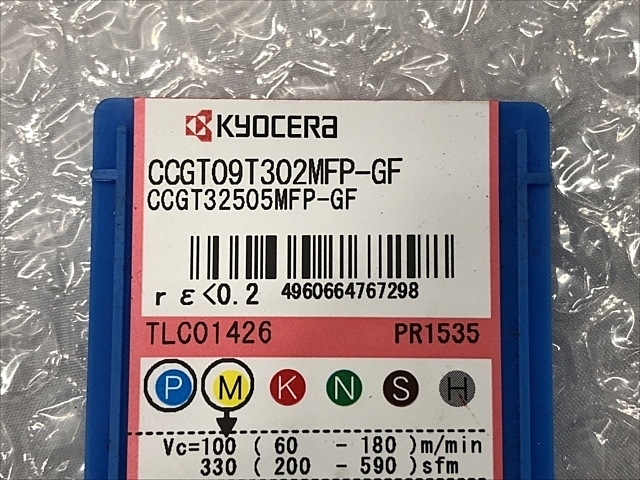 KYOCERA
CCGT09T302MFP-GF
CCGT32505MFP-GF
rε<0.2 4960664767298
TLC01426 PR1535
P M K N S H
Vc=100 ( 60 - 180 )m/min
330 ( 200 - 590 )sfm